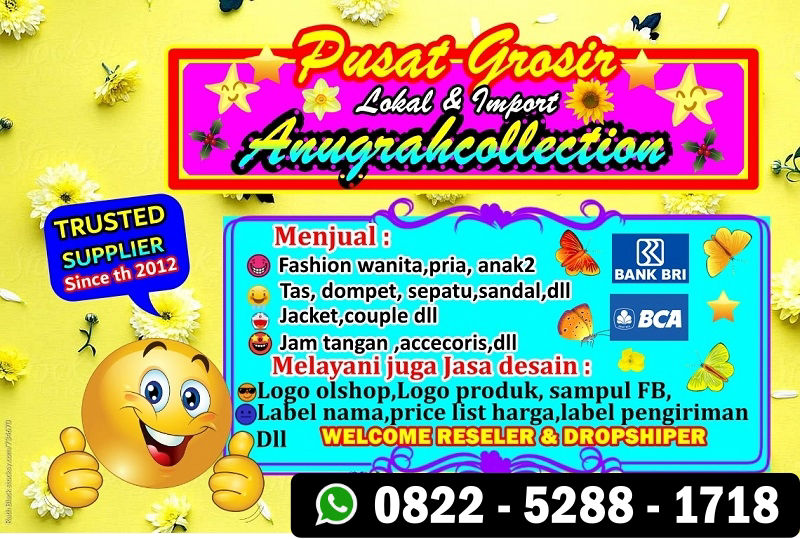 Pusat Grosir
Lokal & Import
Anugrahcollection
TRUSTED
SUPPLIER
Since th 2012
Menjual :
Fashion wanita,pria, anak2
Tas, dompet, sepatu,sandal,dll
Jacket,couple dll
Jam tangan ,accecoris,dll
BANK BRI
BCA
Melayani juga Jasa desain :
Logo olshop,Logo produk, sampul FB,
Label nama,price list harga,label pengiriman
Dll
WELCOME RESELER & DROPSHIPER
0822 - 5288 - 1718